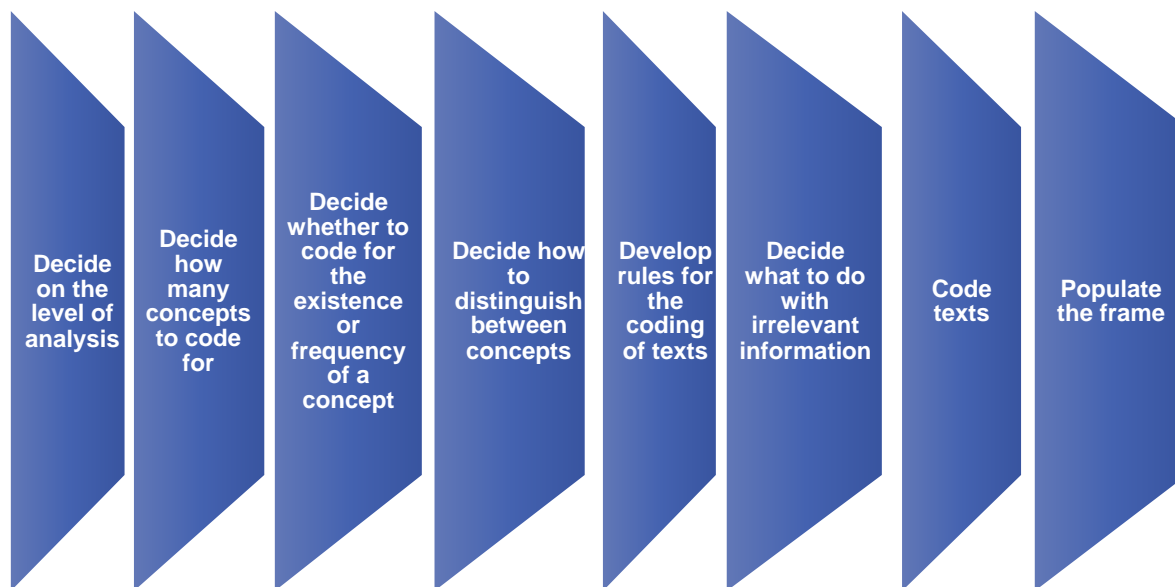 Decide
on the
level of
analysis
Decide
how
many
concepts
to code
for
Decide
whether to
code for
the
existence
or
frequency
of a
concept
Decide how
to
distinguish
between
concepts
Develop
rules for
the
coding
of texts
Decide
what to do
with
irrelevant
information
Code
texts
Populate
the frame